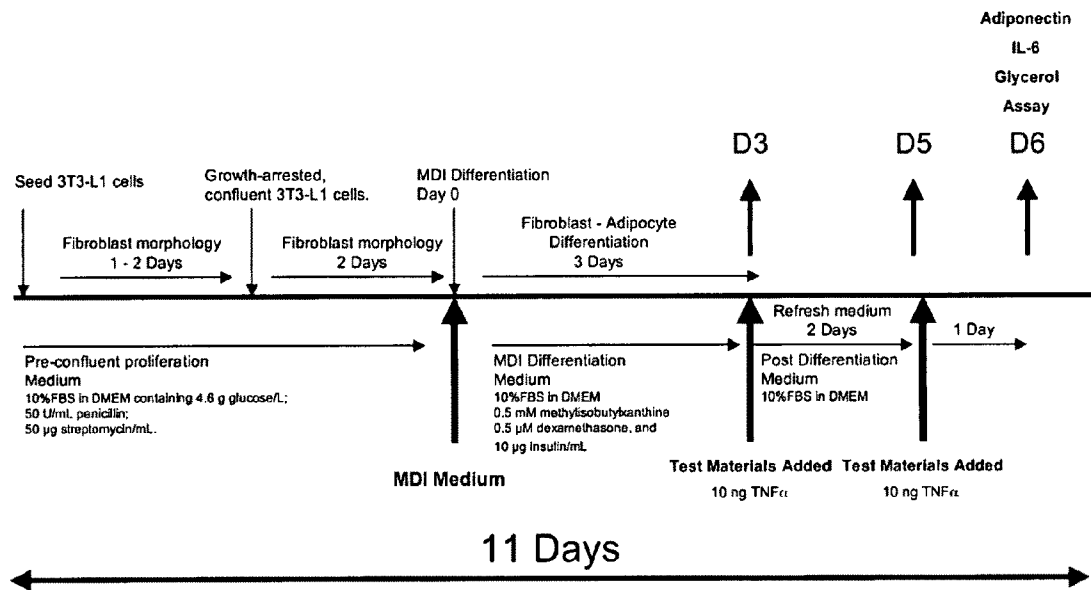 Adiponectin
IL-6
Glycerol
Assay
D3
D5
D6
Seed 3T3-L1 cells
Growth-arrested,
confluent 3T3-L1 cells.
MDI Differentiation
Day 0
Fibroblast morphology
1 - 2 Days
Fibroblast morphology
2 Days
Fibroblast - Adipocyte
Differentiation
3 Days
Refresh medium
2 Days
1 Day
Pre-confluent proliferation
Medium
10%FBS in DMEM containing 4.6 g glucose/L;
50 U/mL penicillin;
50 µg streptomycin/mL.
MDI Differentiation
Medium
10%FBS in DMEM
0.5 mM methylisobutylxanthine
0.5 µM dexamethasone, and
10 µg insulin/mL
Post Differentiation
Medium
10%FBS in DMEM
MDI Medium
Test Materials Added
10 ng TNFα
Test Materials Added
10 ng TNFα
11 Days